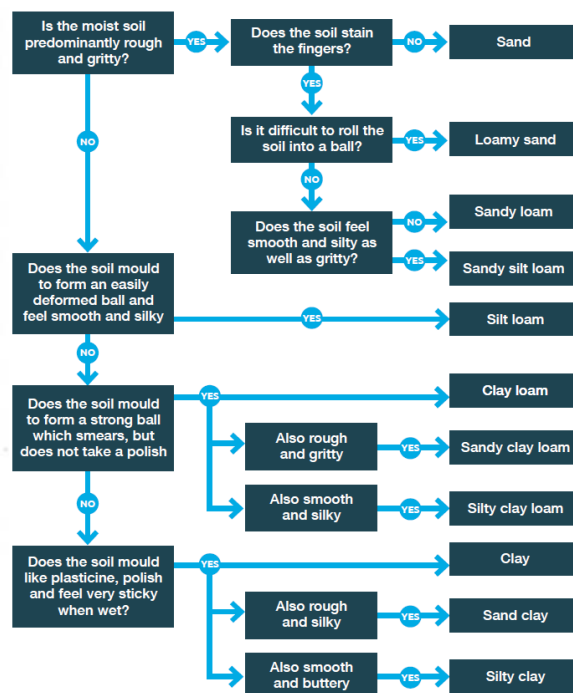 Is the moist soil
predominantly rough
and gritty?
YES
Does the soil stain
the fingers?
NO
Sand
YES
NO
Is it difficult to roll the
soil into a ball?
YES
Loamy sand
NO
Does the soil feel
smooth and silty as
well as gritty?
NO
Sandy loam
YES
Sandy silt loam
Does the soil mould
to form an easily
deformed ball and
feel smooth and silky
YES
Silt loam
NO
Does the soil mould
to form a strong ball
which smears, but
does not take a polish
YES
Clay loam
Also rough
and gritty
YES
Sandy clay loam
Also smooth
and silky
YES
Silty clay loam
NO
Does the soil mould
like plasticine, polish
and feel very sticky
when wet?
YES
Clay
Also rough
and silky
YES
Sand clay
Also smooth
and buttery
YES
Silty clay